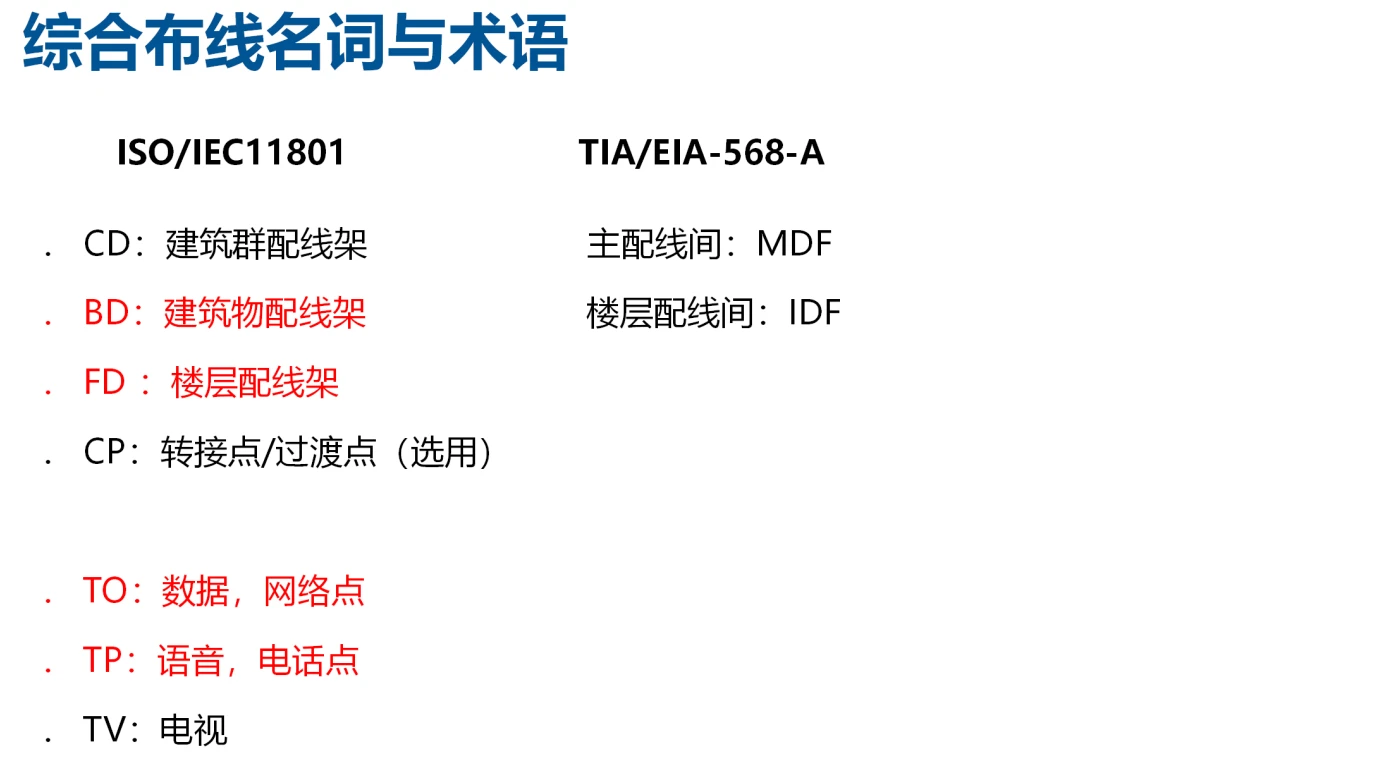 综合布线名词与术语
ISO/IEC11801 TIA/EIA-568-A
. CD：建筑群配线架 主配线间：MDF
. BD：建筑物配线架 楼层配线间：IDF
. FD ：楼层配线架
. CP：转接点/过渡点（选用）
. TO：数据，网络点
. TP：语音，电话点
. TV：电视